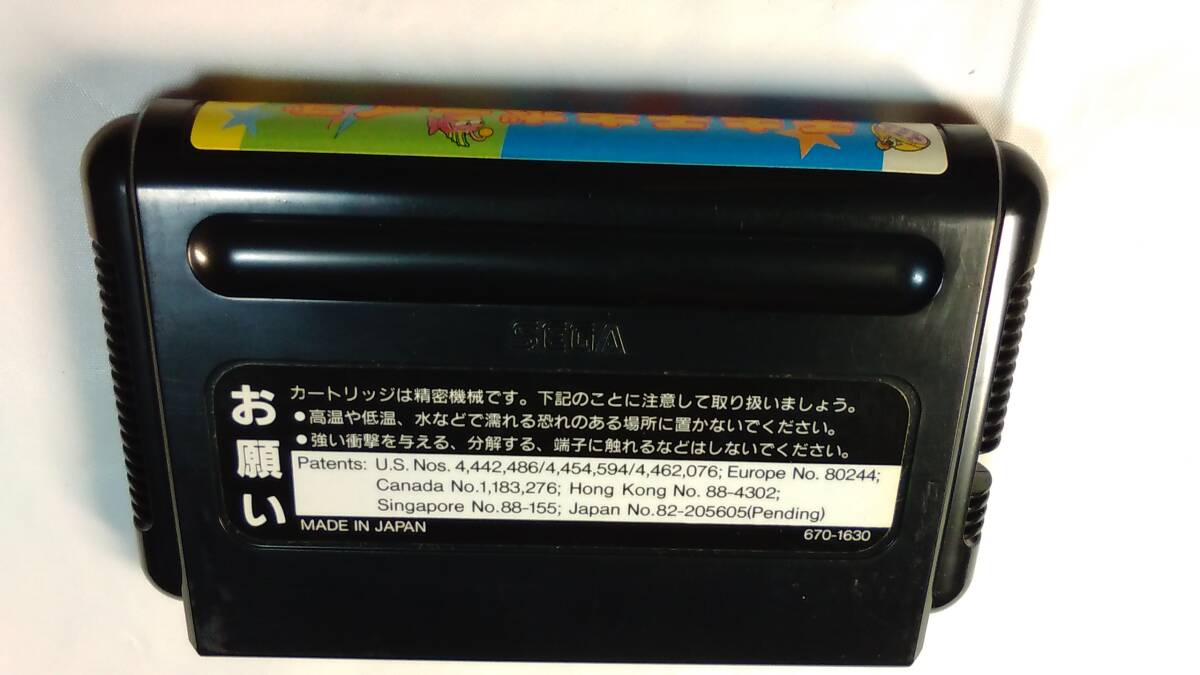 SEGA
お願い
カートリッジは精密機械です。下記のことに注意して取り扱いましょう。
●高温や低温、水などで濡れる恐れのある場所に置かないでください。
●強い衝撃を与える、分解する、端子に触れるなどはしないでください。
Patents: U.S. Nos. 4,442,486/4,454,594/4,462,076; Europe No. 80244;
Canada No.1,183,276; Hong Kong No. 88-4302;
Singapore No.88-155; Japan No.82-205605(Pending)
MADE IN JAPAN
670-1630